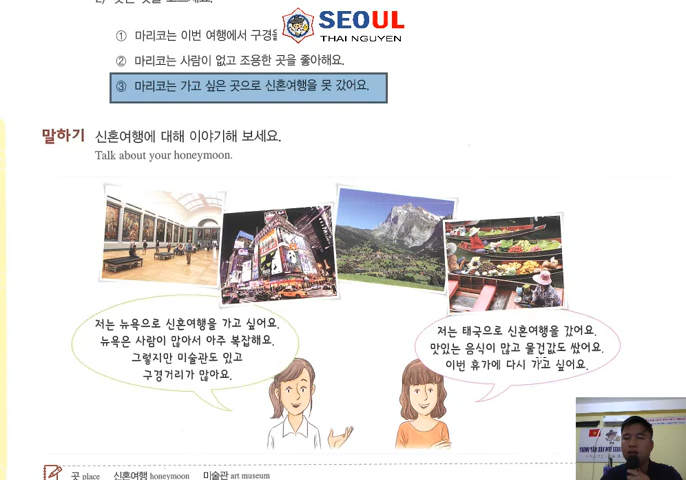 SEOUL
THAI NGUYEN
① 마리코는 이번 여행에서
② 마리코는 사람이 없고 조용한 곳을 좋아해요.
③ 마리코는 가고 싶은 곳으로 신혼여행을 못 갔어요.
말하기 신혼여행에 대해 이야기해 보세요.
Talk about your honeymoon.
저는 뉴욕으로 신혼여행을 가고 싶어요.
뉴욕은 사람이 많아서 아주 복잡해요.
그렇지만 미술관도 있고
구경거리가 많아요.
저는 태국으로 신혼여행을 갔어요.
맛있는 음식이 많고 물건값도 쌌어요.
이번 휴가에 다시 가고 싶어요.
곳 place 신혼여행 honeymoon 미술관 art museum